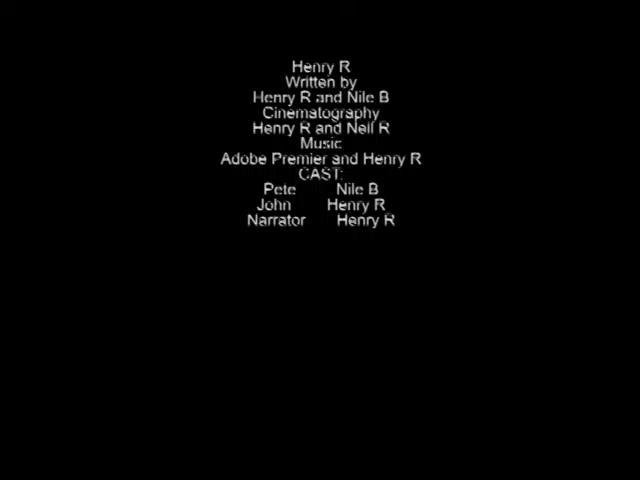 Henry R
Written by
Henry R and Nile B
Cinematography
Henry R and Neil R
Music
Adobe Premier and Henry R
CAST:
Pete Nile B
John Henry R
Narrator Henry R